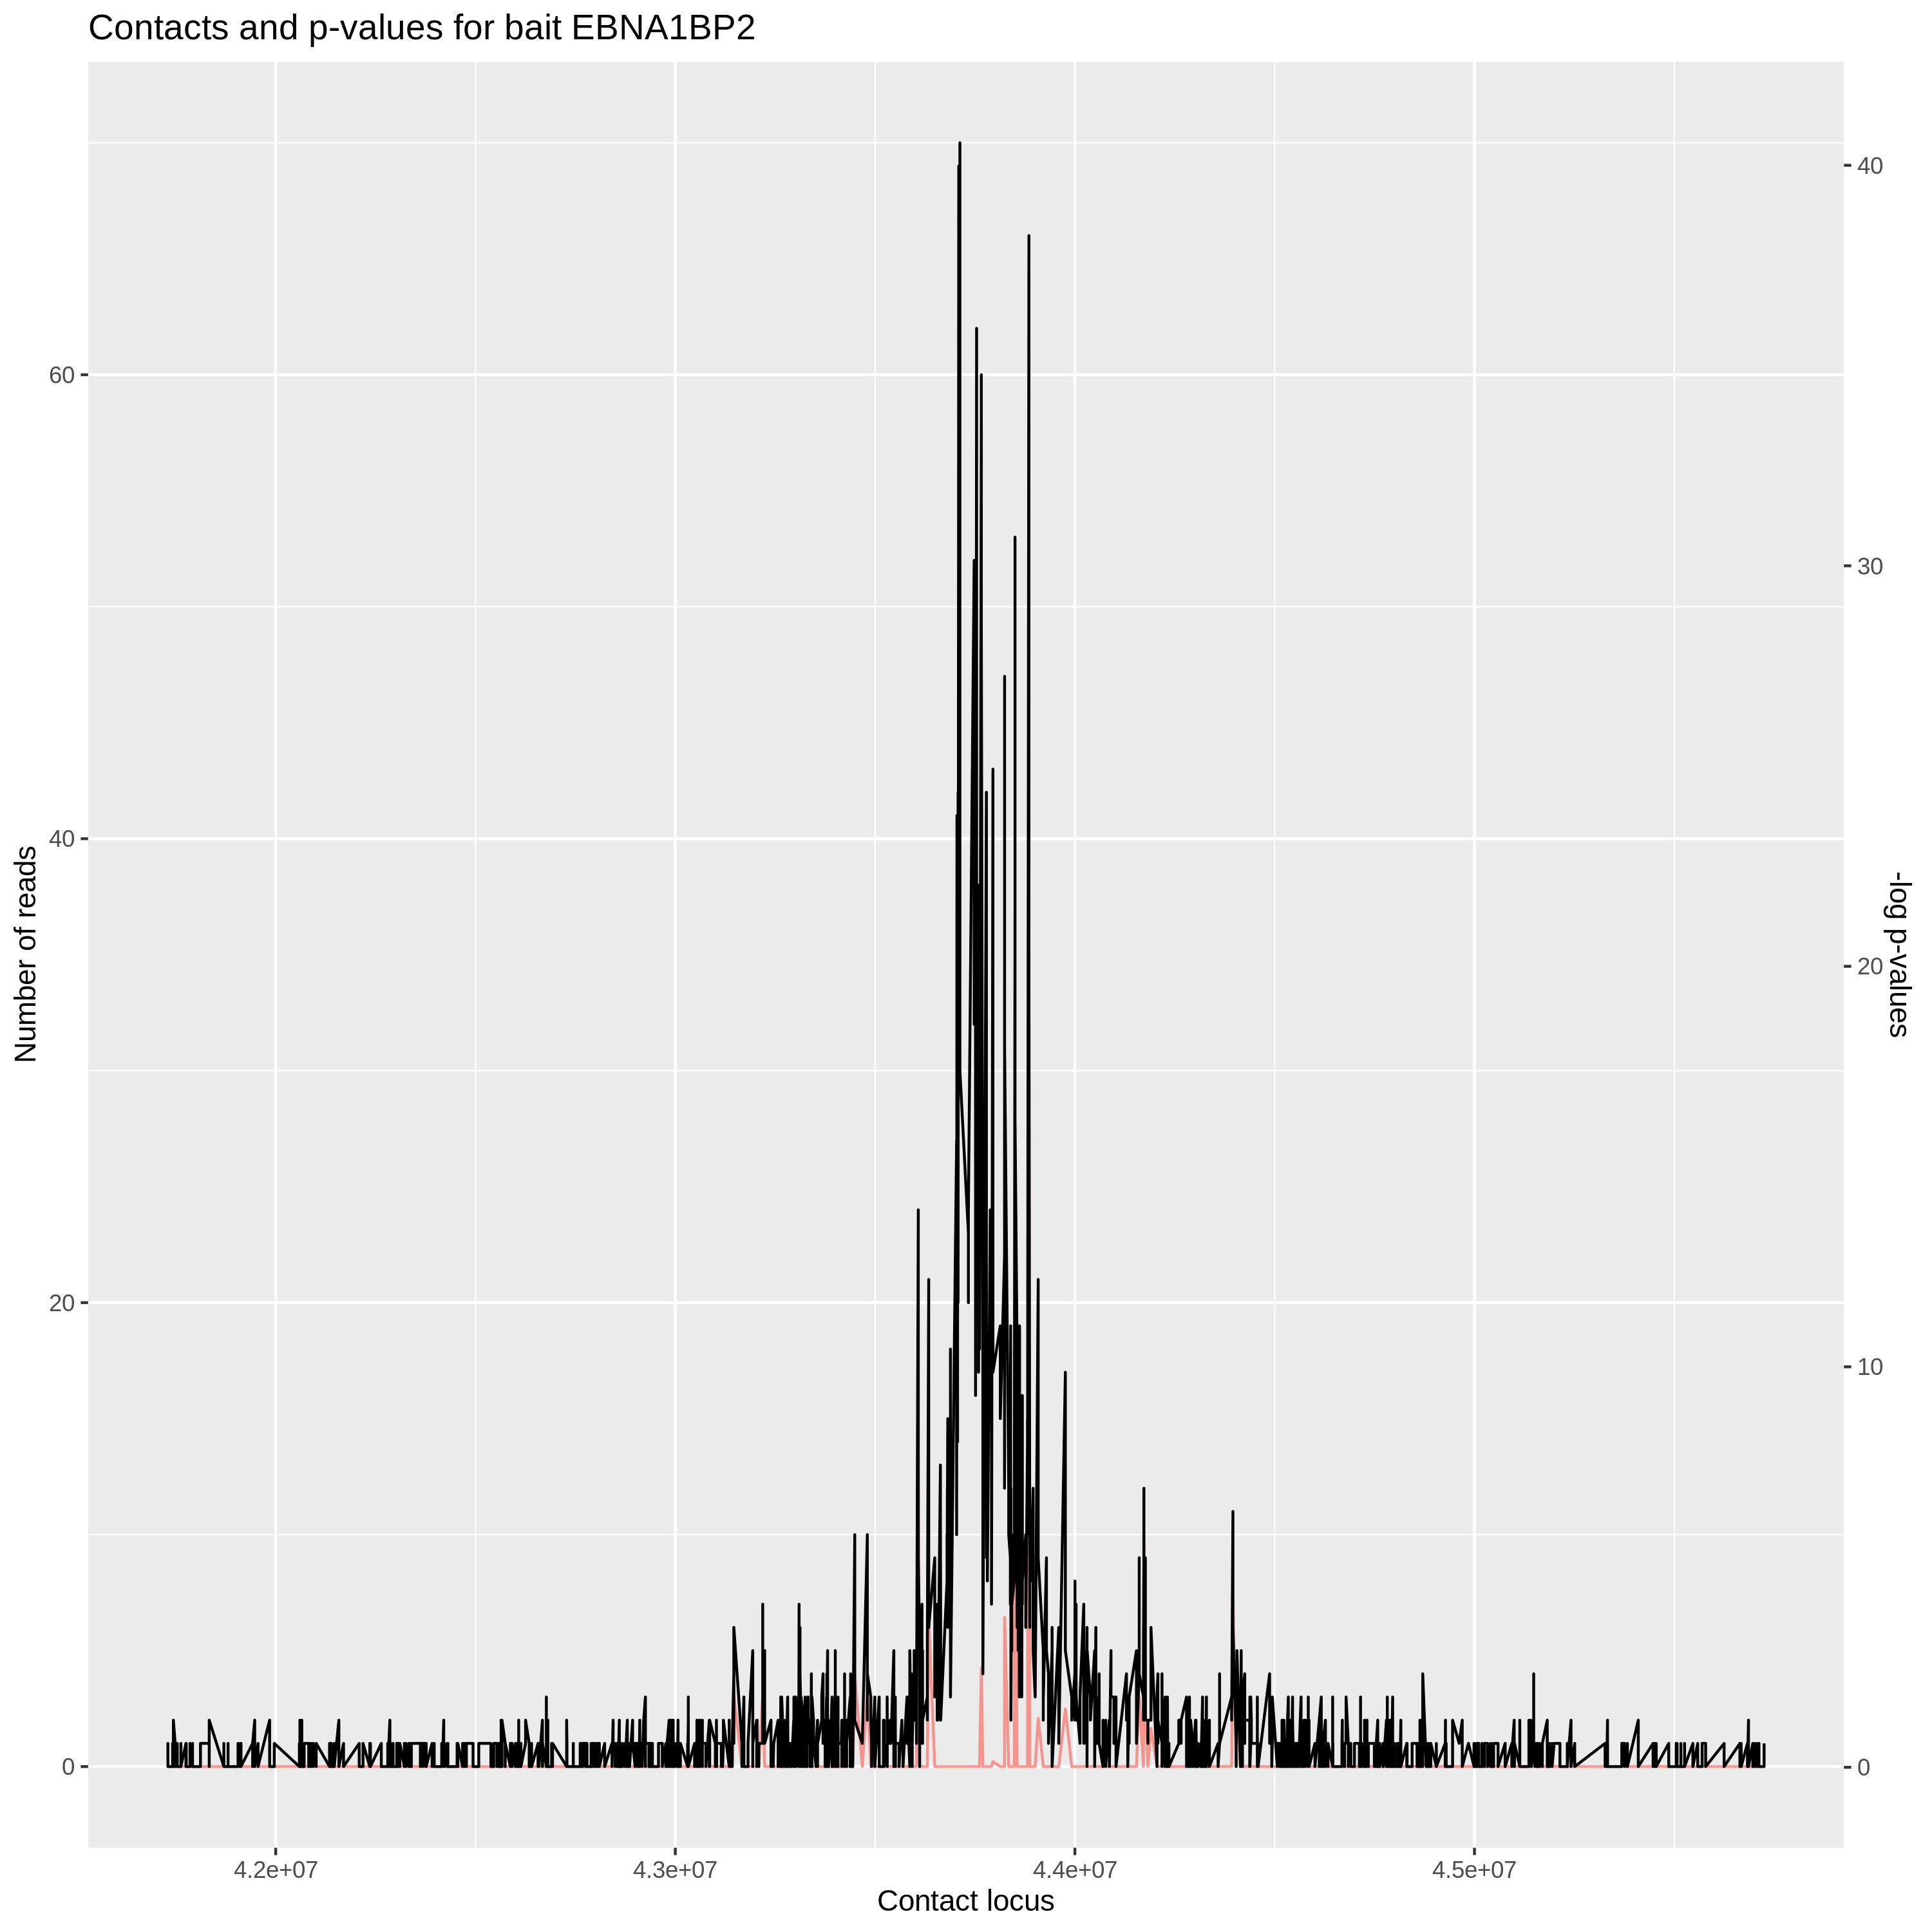 Contacts and p-values for bait EBNA1BP2
60
40
20
0
Number of reads
40
30
20
10
0
-log p-values
4.2e+07
4.3e+07
4.4e+07
4.5e+07
Contact locus